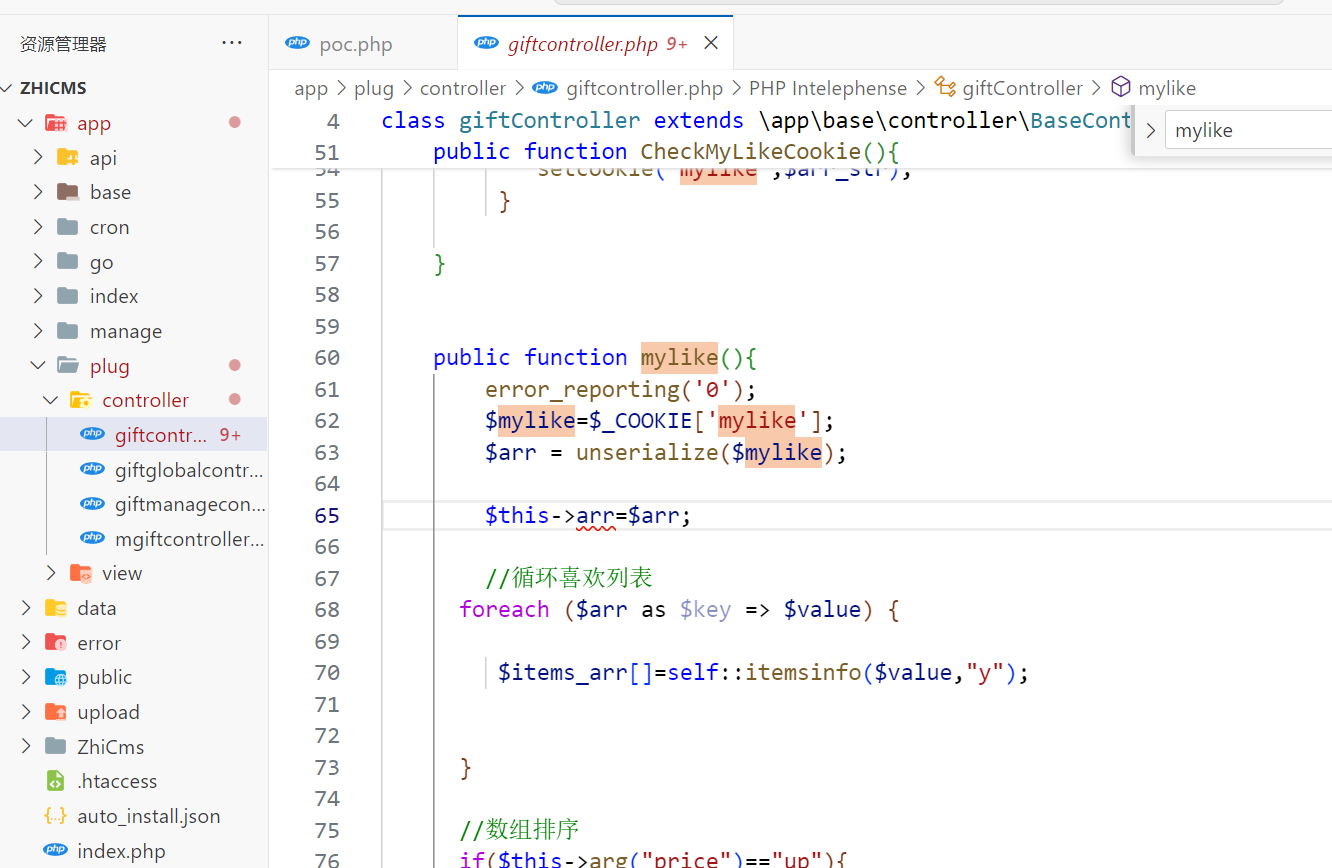 资源管理器 ···
ZHICMS
app
api
base
cron
go
index
manage
plug
controller
giftcontr... 9+
giftglobalcontr...
giftmanagecon...
mgiftcontroller...
view
data
error
public
upload
ZhiCms
.htaccess
auto_install.json
index.php
poc.php
giftcontroller.php 9+
app > plug > controller > giftcontroller.php > PHP Intelephense > giftController > mylike
mylike
4 class giftController extends \app\base\controller\BaseCont
51 public function CheckMyLikeCookie(){
54 setcookie("mylike",$arr_str);
55 }
56
57 }
58
59
60 public function mylike(){
61 error_reporting('0');
62 $mylike=$_COOKIE['mylike'];
63 $arr = unserialize($mylike);
64
65 $this->arr=$arr;
66
67 //循环喜欢列表
68 foreach ($arr as $key => $value) {
69
70 $items_arr[]=self::itemsinfo($value,"y");
71
72
73 }
74
75 //数组排序
76 if($this->arg("price")=="up"){